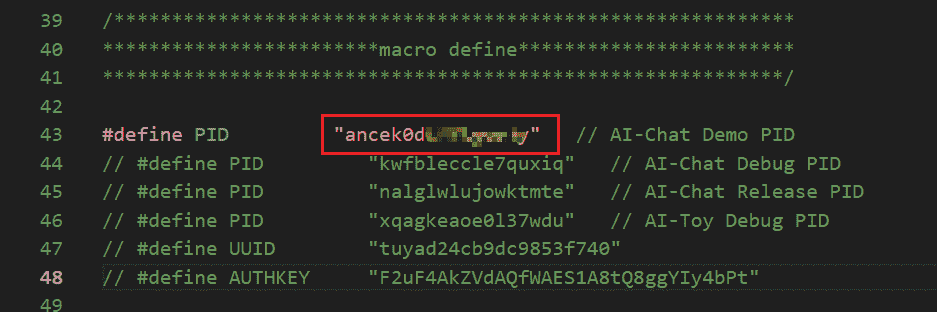 39 /***********************************************************
40 ************************macro define************************
41 ***********************************************************/
42
43 #define PID "ancek0d // AI-Chat Demo PID
44 // #define PID "kwfbleccle7quxiq" // AI-Chat Debug PID
45 // #define PID "nalglwlujowktmte" // AI-Chat Release PID
46 // #define PID "xqagkeaoe0l37wdu" // AI-Toy Debug PID
47 // #define UUID "tuyad24cb9dc9853f740"
48 // #define AUTHKEY "F2uF4AkZVdAQfWAES1A8tQ8ggYIy4bPt"
49